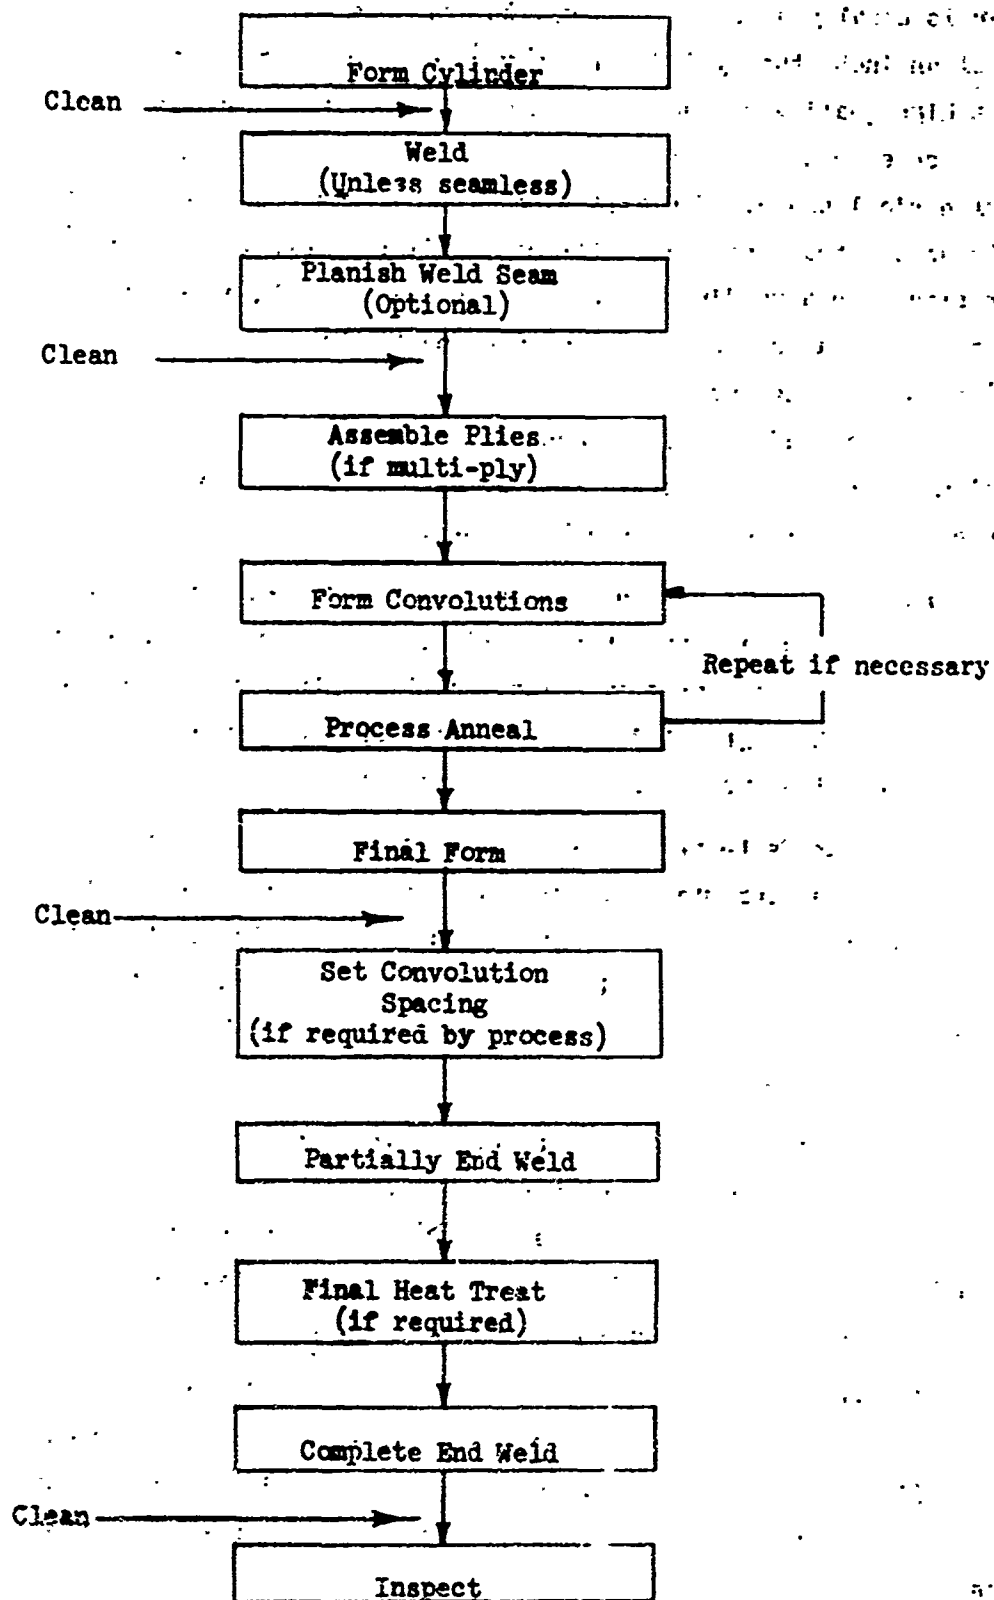 Form Cylinder
Clean
Weld
(Unless seamless)
Planish Weld Seam
(Optional)
Clean
Assemble Plies
(if multi-ply)
Form Convolutions
Repeat if necessary
Process Anneal
Final Form
Clean
Set Convolution
Spacing
(if required by process)
Partially End Weld
Final Heat Treat
(if required)
Complete End Weld
Clean
Inspect